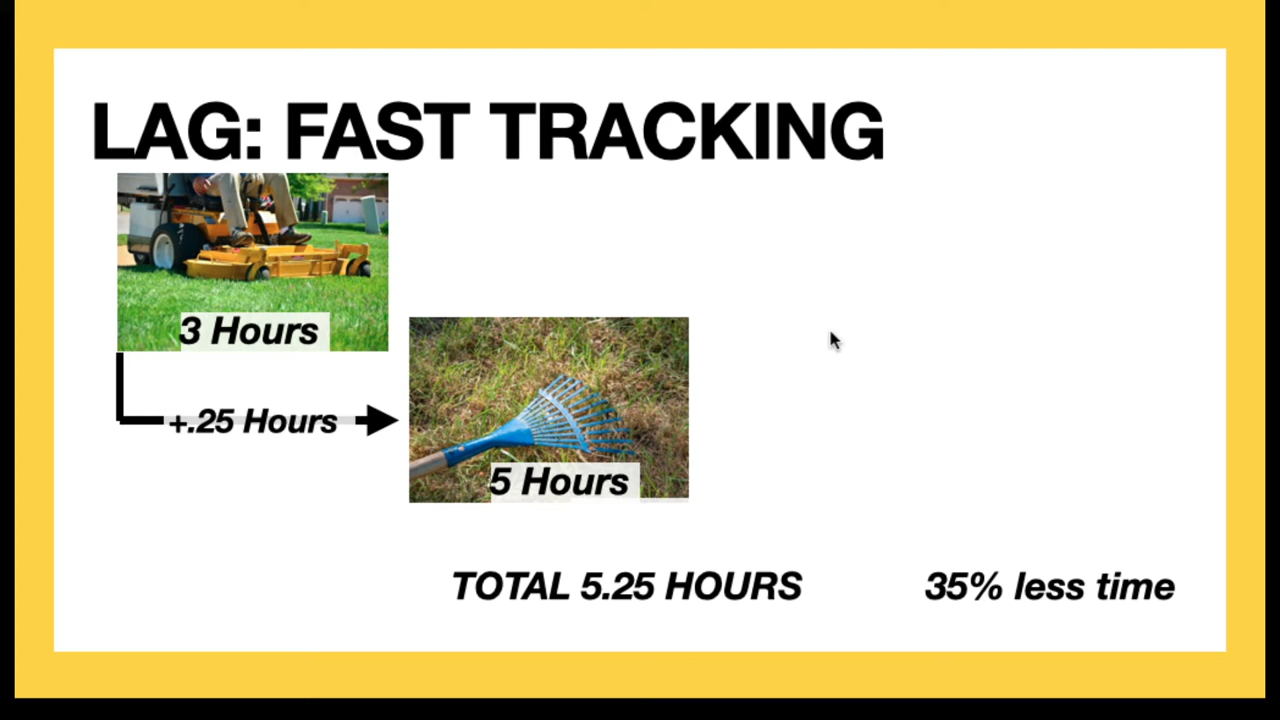 LAG: FAST TRACKING
3 Hours
+.25 Hours
5 Hours
TOTAL 5.25 HOURS
35% less time